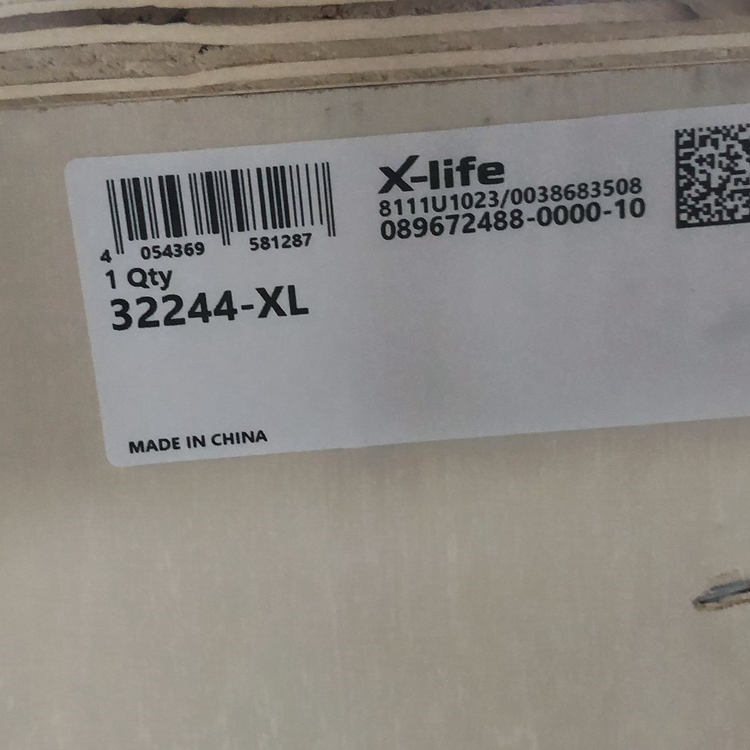 4 054369 581287
1 Qty
32244-XL
X-life
8111U1023/0038683508
089672488-0000-10
MADE IN CHINA